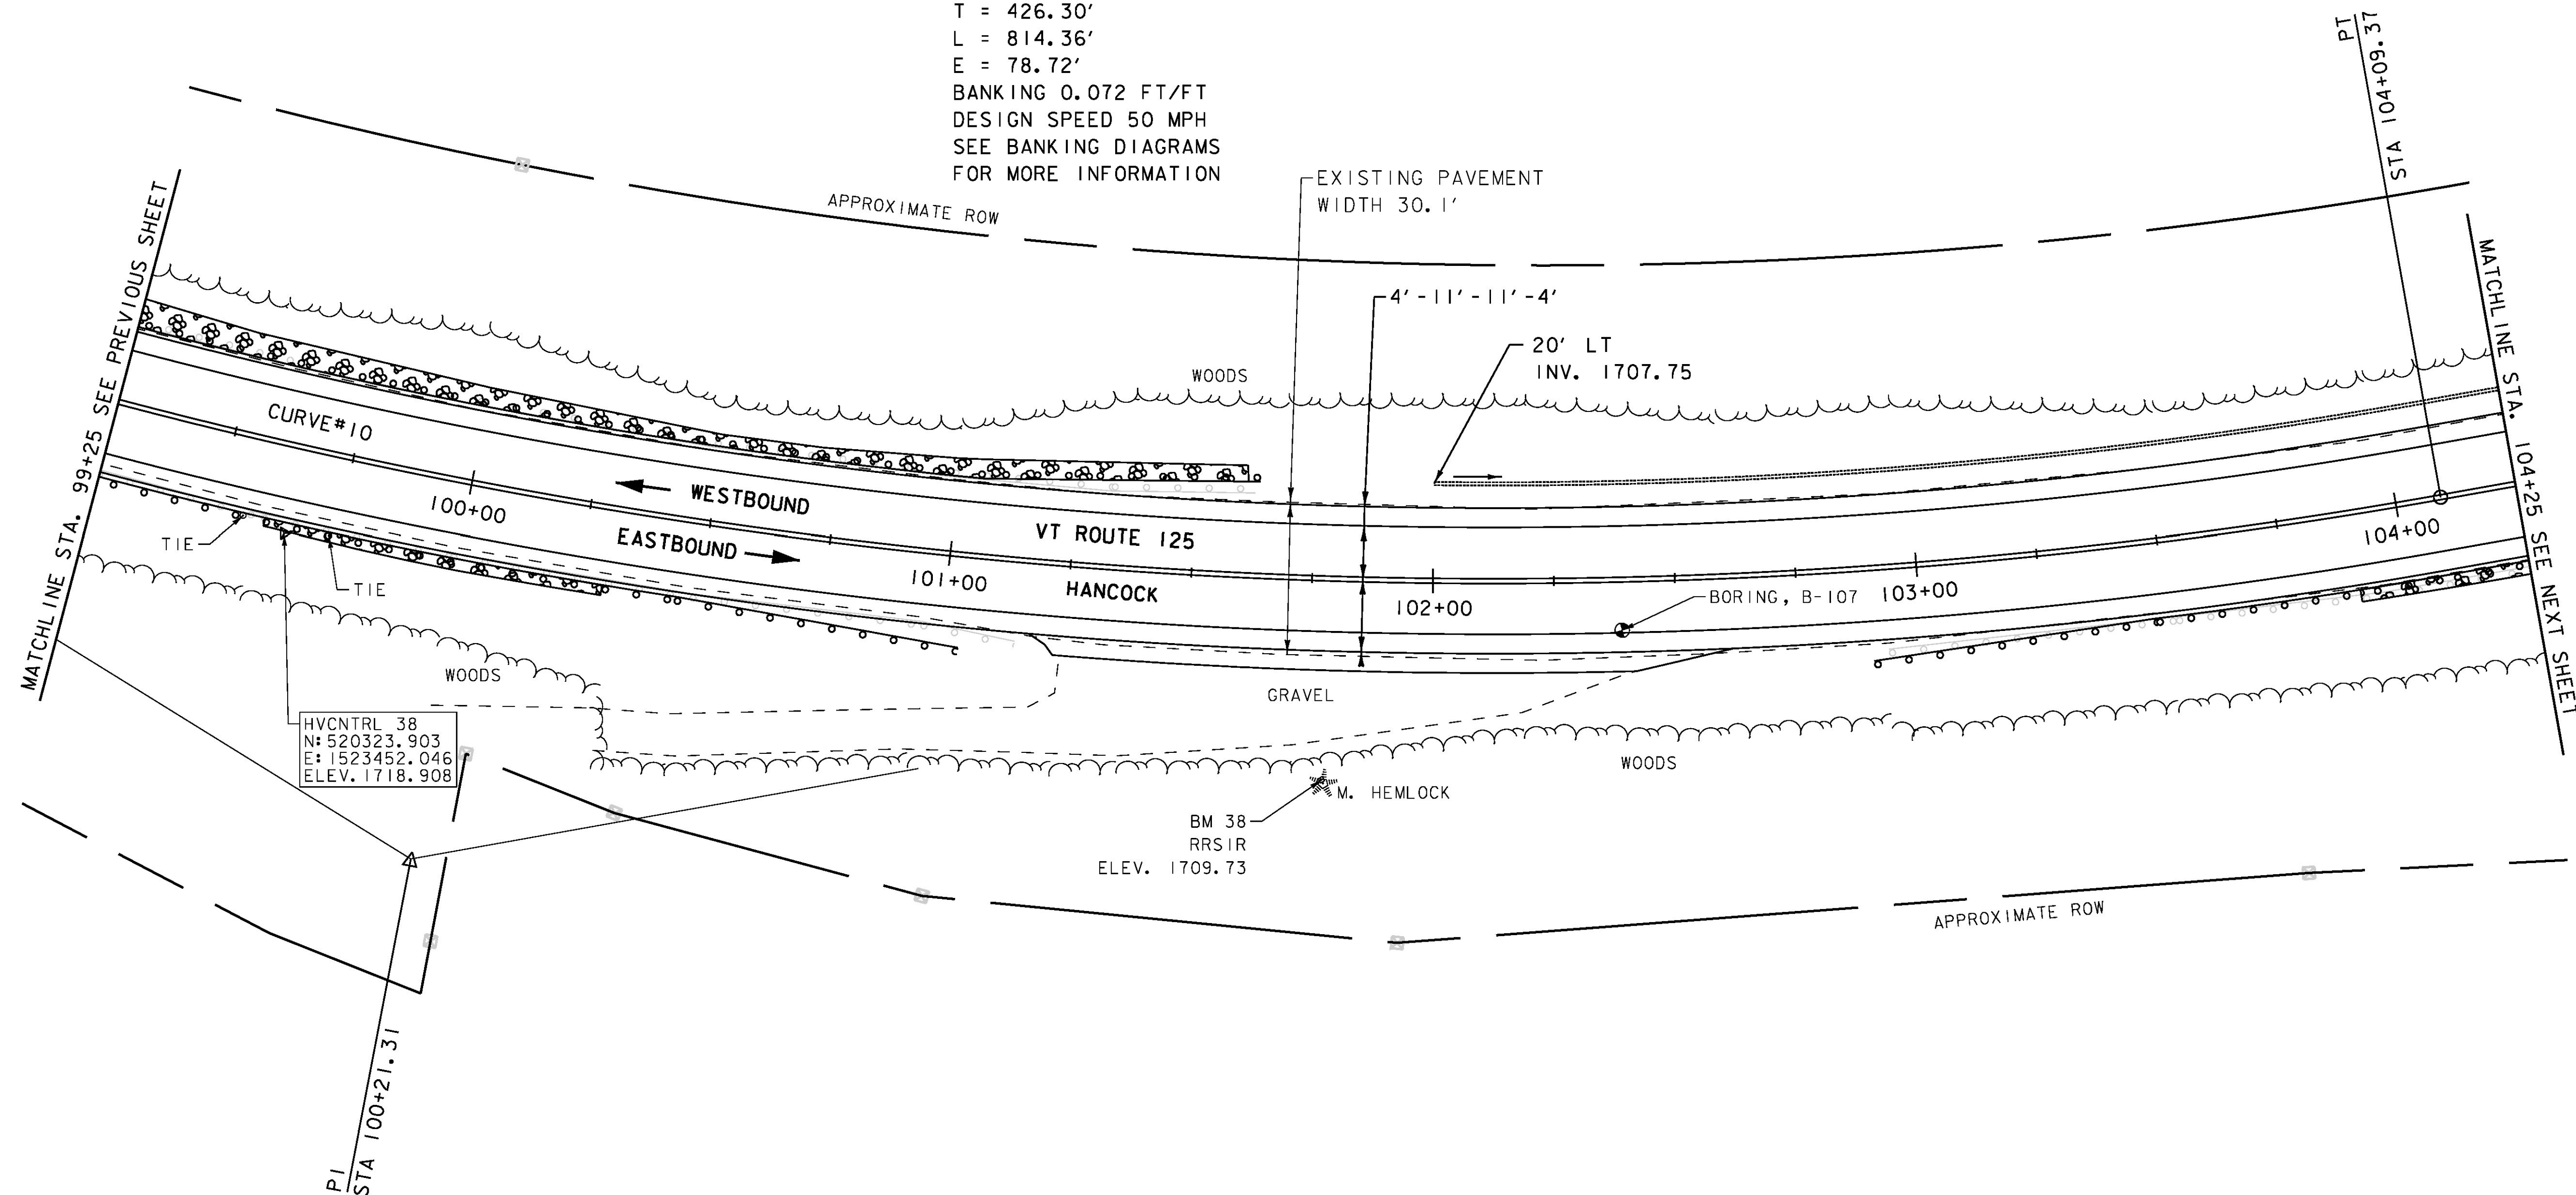 T = 426.30'
L = 814.36'
E = 78.72'
BANKING 0.072 FT/FT
DESIGN SPEED 50 MPH
SEE BANKING DIAGRAMS
FOR MORE INFORMATION
PT
STA 104+09.37
APPROXIMATE ROW
EXISTING PAVEMENT
WIDTH 30.1'
4'-11'-11'-4'
20' LT
INV. 1707.75
WOODS
MATCHLINE STA. 99+25 SEE PREVIOUS SHEET
MATCHLINE STA. 104+25 SEE NEXT SHEET
CURVE#10
100+00
WESTBOUND
EASTBOUND
VT ROUTE 125
101+00
HANCOCK
102+00
BORING, B-107
103+00
104+00
TIE
TIE
WOODS
GRAVEL
HVCNTRL 38
N:520323.903
E:1523452.046
ELEV.1718.908
WOODS
M. HEMLOCK
BM 38
RRSIR
ELEV. 1709.73
APPROXIMATE ROW
PI
STA 100+21.31